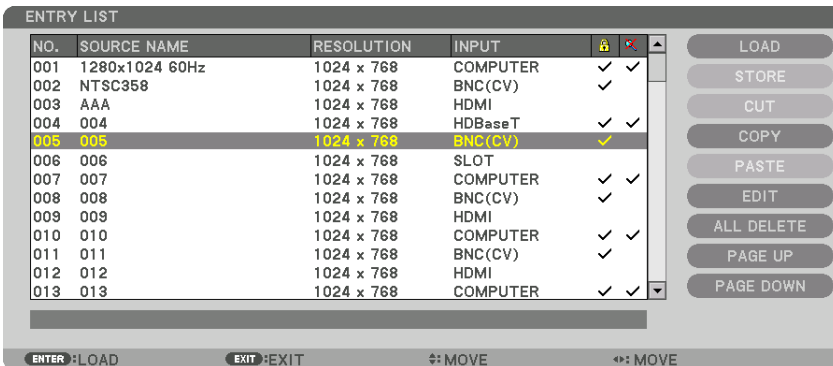 ENTRY LIST
NO. SOURCE NAME RESOLUTION INPUT
001 1280x1024 60Hz 1024 x 768 COMPUTER ✓ ✓
002 NTSC358 1024 x 768 BNC(CV) ✓
003 AAA 1024 x 768 HDMI
004 004 1024 x 768 HDBaseT ✓ ✓
005 005 1024 x 768 BNC(CV) ✓
006 006 1024 x 768 SLOT
007 007 1024 x 768 COMPUTER ✓ ✓
008 008 1024 x 768 BNC(CV) ✓
009 009 1024 x 768 HDMI
010 010 1024 x 768 COMPUTER ✓ ✓
011 011 1024 x 768 BNC(CV) ✓
012 012 1024 x 768 HDMI
013 013 1024 x 768 COMPUTER ✓ ✓
LOAD
STORE
CUT
COPY
PASTE
EDIT
ALL DELETE
PAGE UP
PAGE DOWN
ENTER :LOAD EXIT :EXIT :MOVE :MOVE